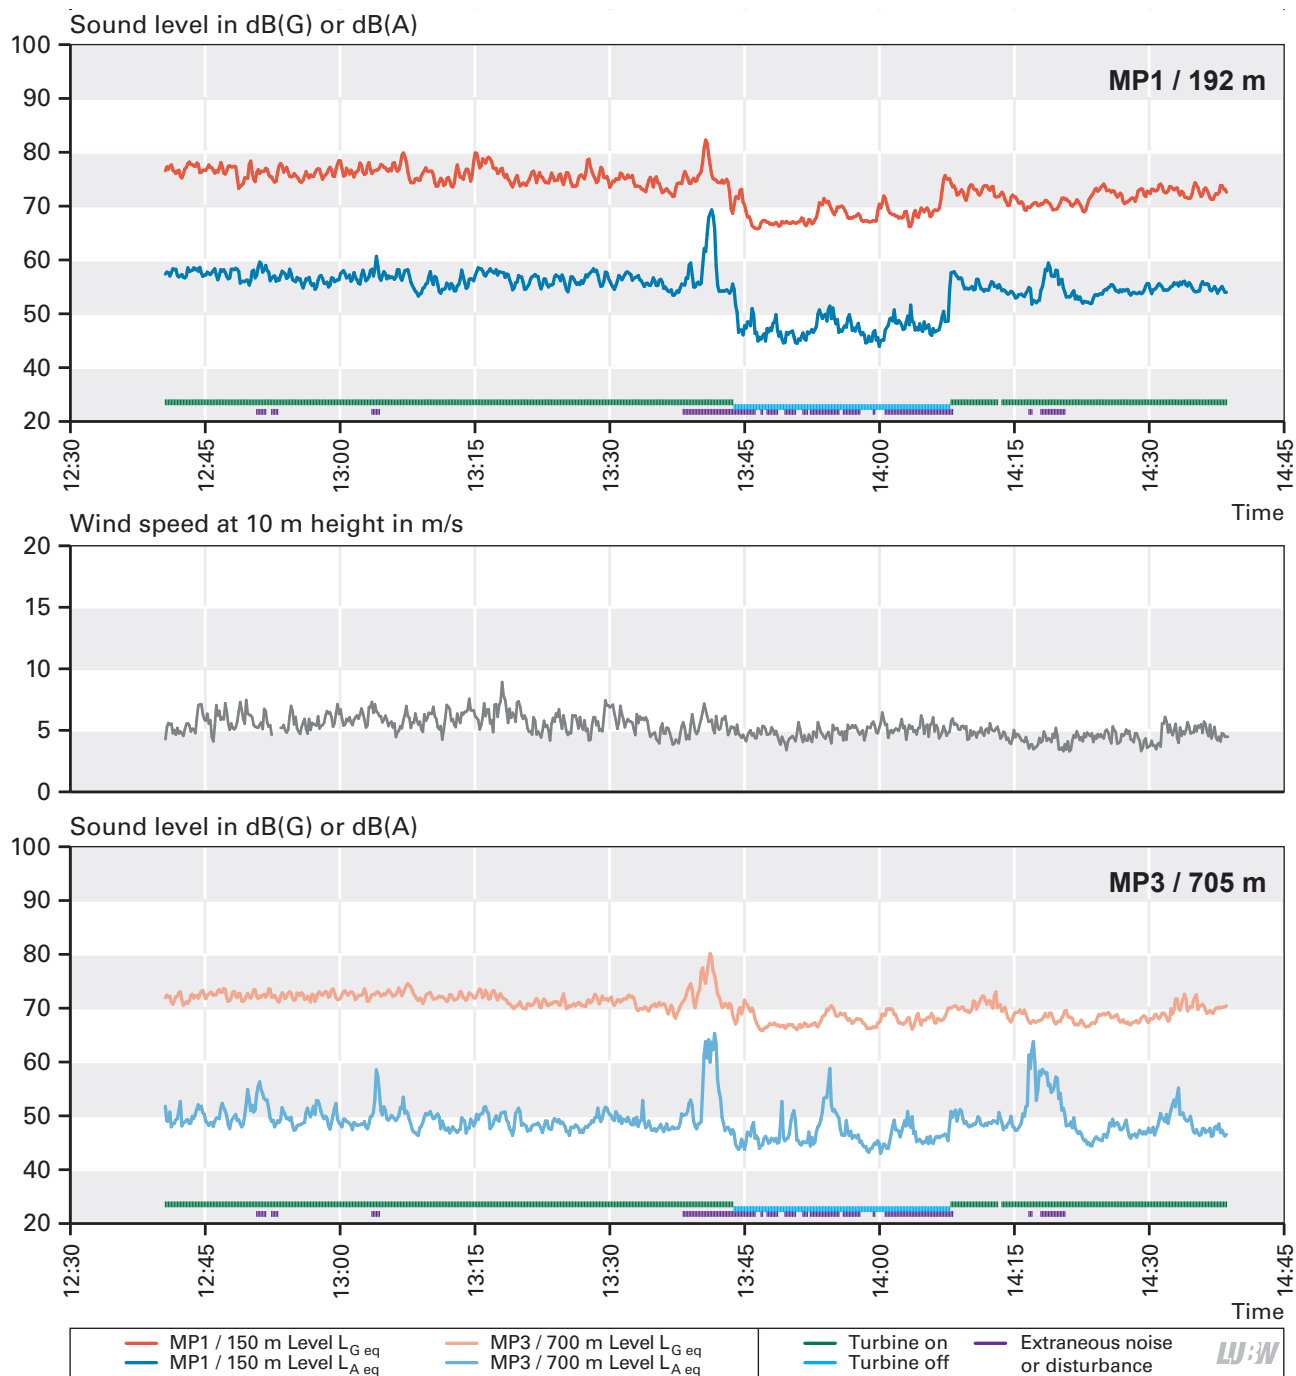 Sound level in dB(G) or dB(A)
MP1 / 192 m
100
90
80
70
60
50
40
20
12:30 12:45 13:00 13:15 13:30 13:45 14:00 14:15 14:30 14:45
Time
Wind speed at 10 m height in m/s
20
15
10
5
0
Sound level in dB(G) or dB(A)
MP3 / 705 m
100
90
80
70
60
50
40
20
12:30 12:45 13:00 13:15 13:30 13:45 14:00 14:15 14:30 14:45
Time
MP1 / 150 m Level LG eq MP3 / 700 m Level LG eq Turbine on Extraneous noise
MP1 / 150 m Level LA eq MP3 / 700 m Level LA eq Turbine off or disturbance
LUBW